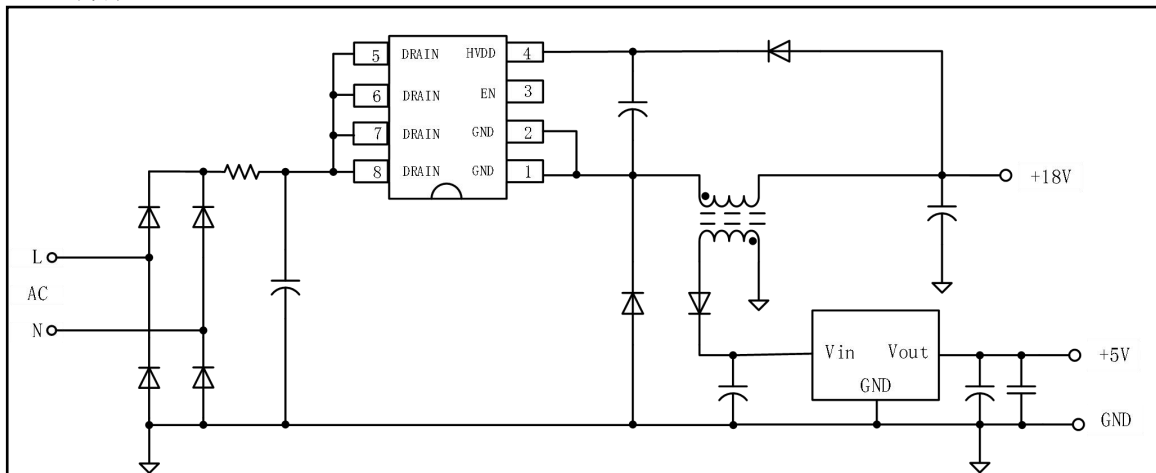 5 DRAIN HVDD 4
6 DRAIN EN 3
7 DRAIN GND 2
8 DRAIN GND 1
+18V
L
AC
N
Vin Vout
GND
+5V
GND